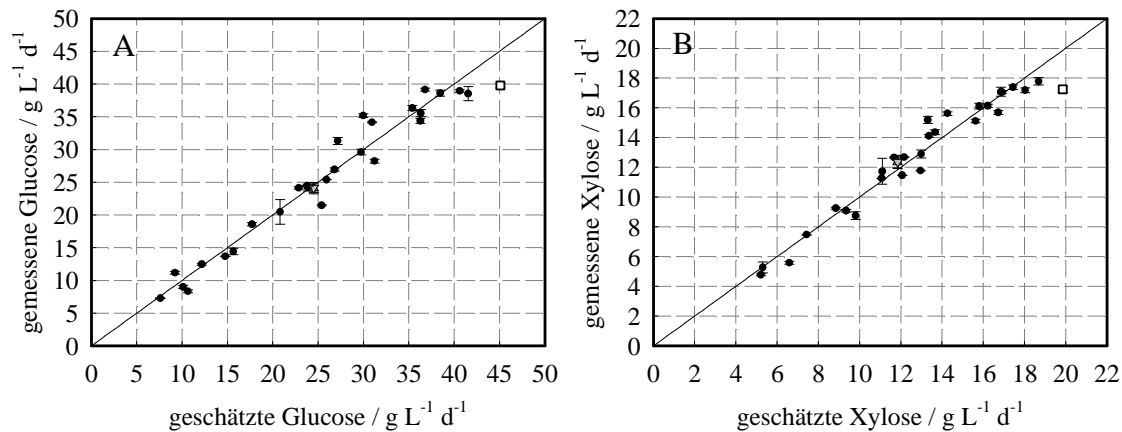 A
gemessene Glucose / g L⁻¹ d⁻¹
50
45
40
35
30
25
20
15
10
5
0
0 5 10 15 20 25 30 35 40 45 50
geschätzte Glucose / g L⁻¹ d⁻¹
B
gemessene Xylose / g L⁻¹ d⁻¹
22
20
18
16
14
12
10
8
6
4
2
0
0 2 4 6 8 10 12 14 16 18 20 22
geschätzte Xylose / g L⁻¹ d⁻¹